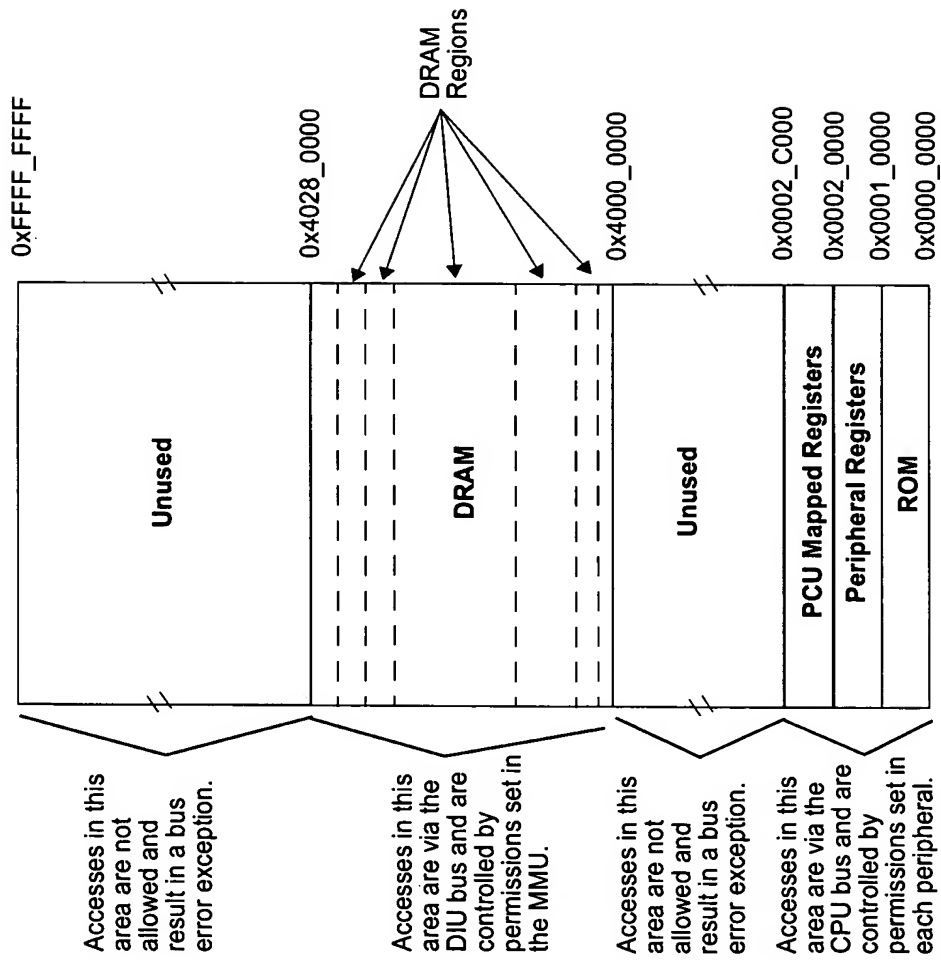 0xFFFF_FFFF
Unused
Accesses in this
area are not
allowed and
result in a bus
error exception.
0x4028_0000
DRAM
Regions
DRAM
Accesses in this
area are via the
DIU bus and are
controlled by
permissions set in
the MMU.
0x4000_0000
Unused
Accesses in this
area are not
allowed and
result in a bus
error exception.
0x0002_C000
PCU Mapped Registers
0x0002_0000
Peripheral Registers
0x0001_0000
ROM
0x0000_0000
Accesses in this
area are via the
CPU bus and are
controlled by
permissions set in
each peripheral.